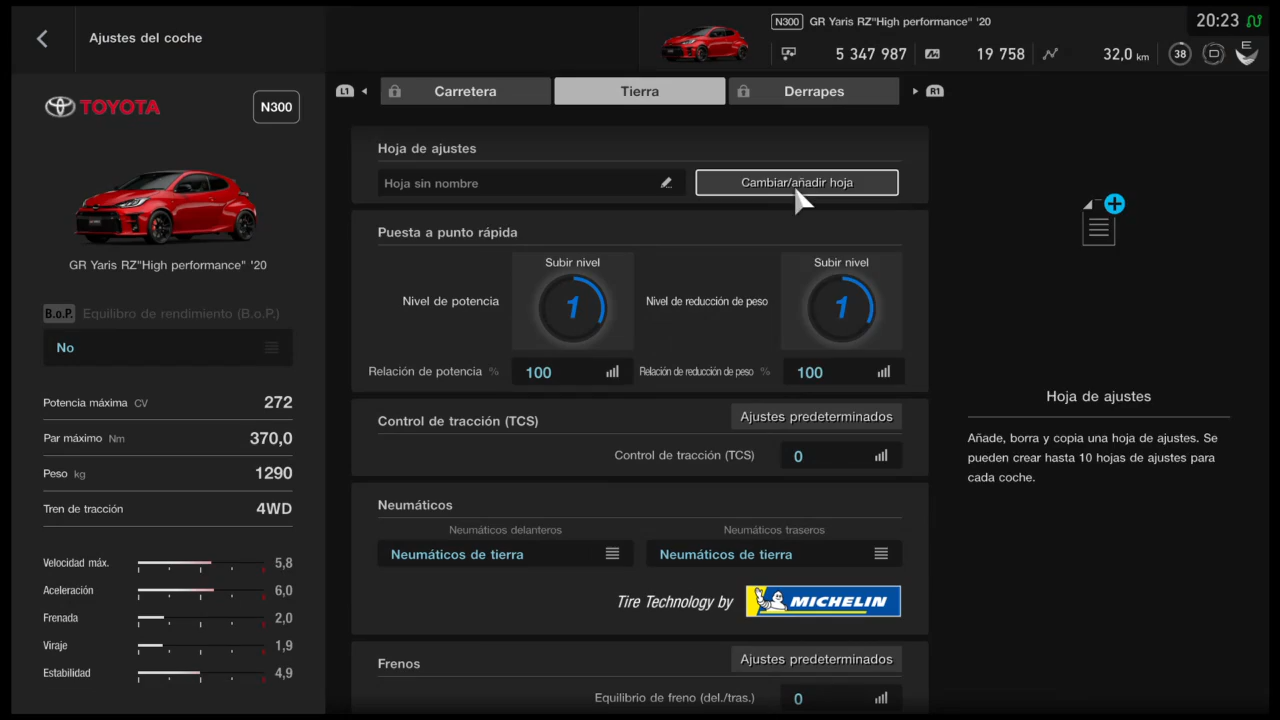 Ajustes del coche
N300 GR Yaris RZ"High performance" '20
5 347 987 19 758 32,0 km 38 E
20:23
TOYOTA N300
GR Yaris RZ"High performance" '20
B.o.P. Equilibro de rendimiento (B.o.P.)
No
Potencia máxima CV 272
Par máximo Nm 370,0
Peso kg 1290
Tren de tracción 4WD
Velocidad máx. 5,8
Aceleración 6,0
Frenada 2,0
Viraje 1,9
Estabilidad 4,9
L1 Carretera Tierra Derrapes R1
Hoja de ajustes
Hoja sin nombre Cambiar/añadir hoja
Puesta a punto rápida
Subir nivel Subir nivel
Nivel de potencia 1 Nivel de reducción de peso 1
Relación de potencia % 100 Relación de reducción de peso % 100
Control de tracción (TCS) Ajustes predeterminados
Control de tracción (TCS) 0
Neumáticos
Neumáticos delanteros Neumáticos traseros
Neumáticos de tierra Neumáticos de tierra
Tire Technology by MICHELIN
Frenos Ajustes predeterminados
Equilibrio de freno (del./tras.) 0
Hoja de ajustes
Añade, borra y copia una hoja de ajustes. Se
pueden crear hasta 10 hojas de ajustes para
cada coche.